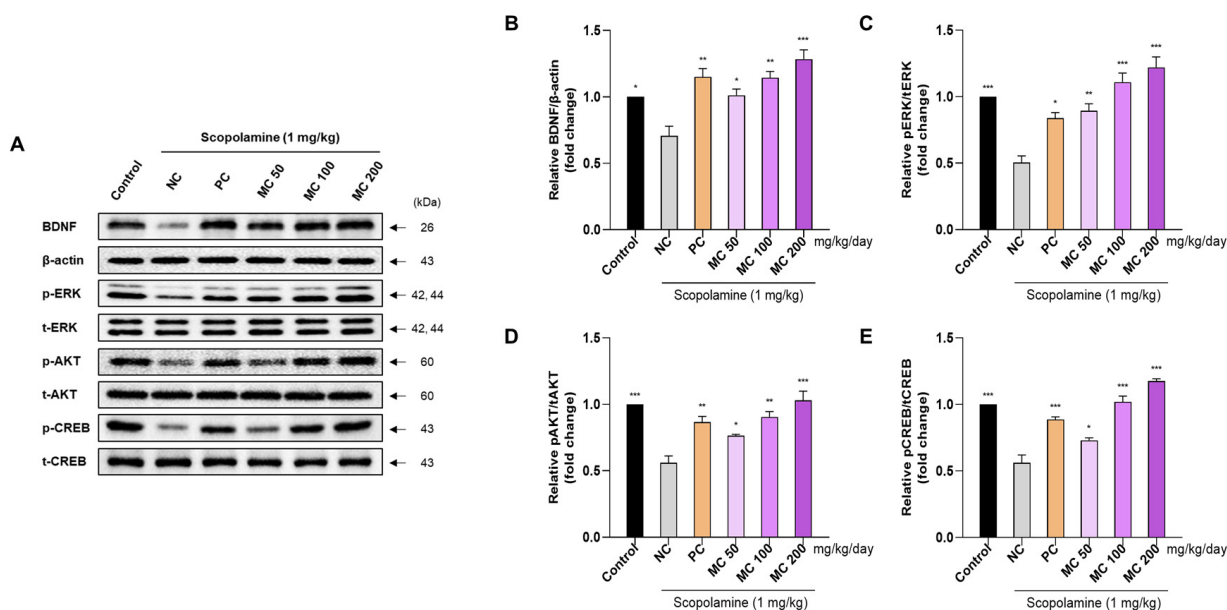 A
Scopolamine (1 mg/kg)
Control
NC
PC
MC 50
MC 100
MC 200
(kDa)
BDNF 26
β-actin 43
p-ERK 42, 44
t-ERK 42, 44
p-AKT 60
t-AKT 60
p-CREB 43
t-CREB 43
B
Relative BDNF/β-actin
(fold change)
1.5
1.0
0.5
0.0
* ** * ** ***
Control NC PC MC 50 MC 100 MC 200 mg/kg/day
Scopolamine (1 mg/kg)
C
Relative pERK/tERK
(fold change)
1.5
1.0
0.5
0.0
*** * ** *** ***
Control NC PC MC 50 MC 100 MC 200 mg/kg/day
Scopolamine (1 mg/kg)
D
Relative pAKT/tAKT
(fold change)
1.5
1.0
0.5
0.0
*** ** * ** ***
Control NC PC MC 50 MC 100 MC 200 mg/kg/day
Scopolamine (1 mg/kg)
E
Relative pCREB/tCREB
(fold change)
1.5
1.0
0.5
0.0
*** *** * *** ***
Control NC PC MC 50 MC 100 MC 200 mg/kg/day
Scopolamine (1 mg/kg)